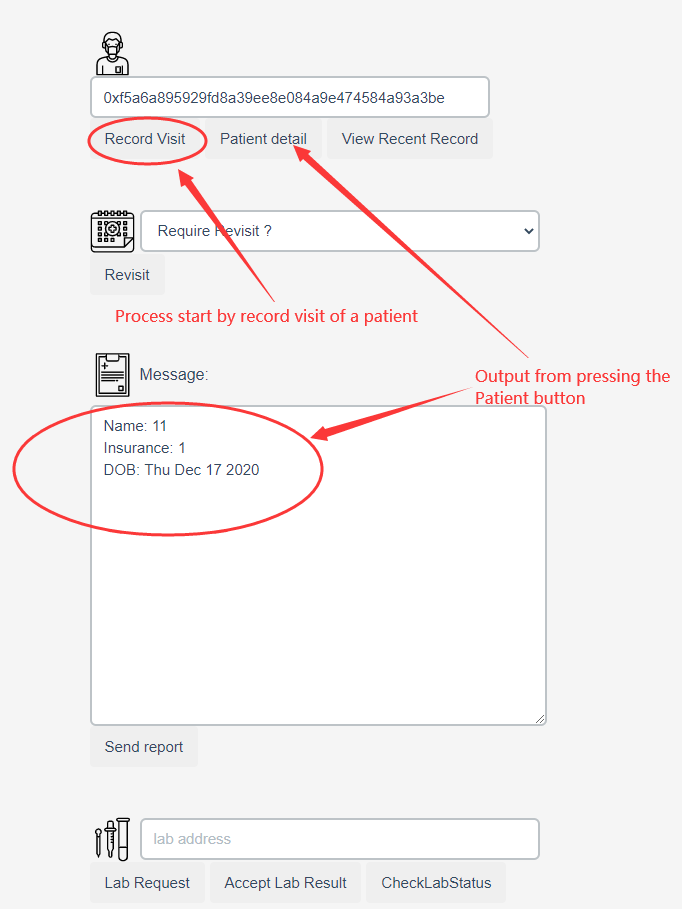 0xf5a6a895929fd8a39ee8e084a9e474584a93a3be
Record Visit
Patient detail
View Recent Record
Require Revisit ?
Revisit
Process start by record visit of a patient
Message:
Output from pressing the
Patient button
Name: 11
Insurance: 1
DOB: Thu Dec 17 2020
Send report
lab address
Lab Request
Accept Lab Result
CheckLabStatus